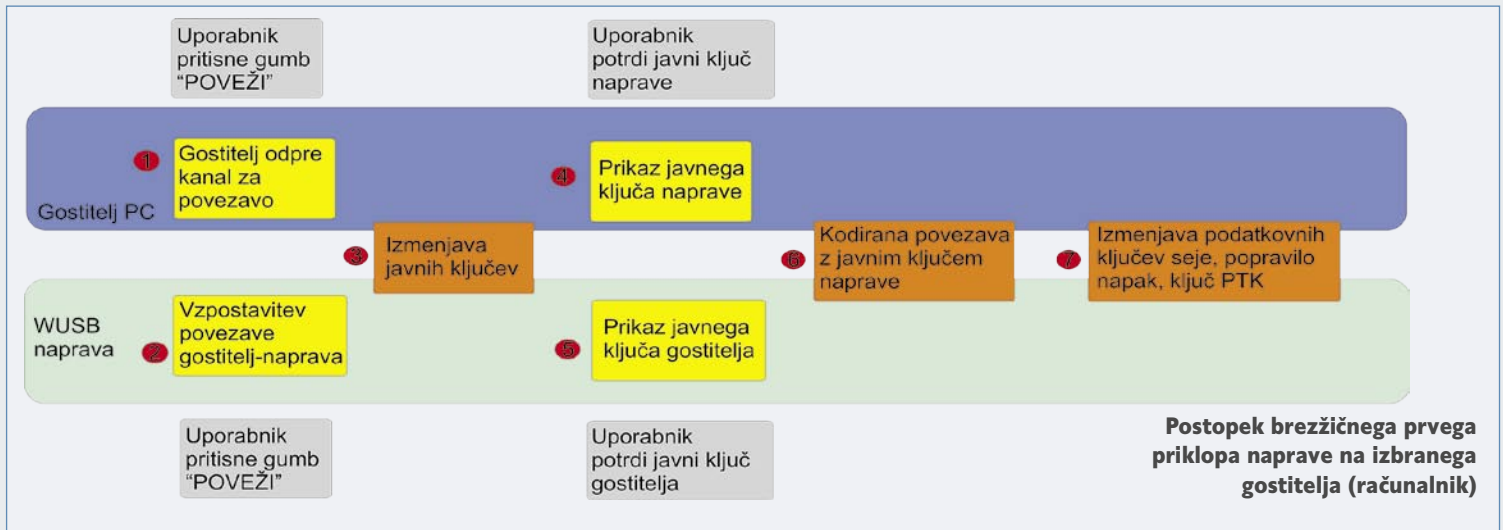 Uporabnik
pritisne gumb
“POVEŽI”
Uporabnik
potrdi javni ključ
naprave
1
Gostitelj odpre
kanal za
povezavo
4
Prikaz javnega
ključa naprave
Gostitelj PC
3
Izmenjava
javnih ključev
6
Kodirana povezava
z javnim ključem
naprave
7
Izmenjava podatkovnih
ključev seje, popravilo
napak, ključ PTK
WUSB
naprava
2
Vzpostavitev
povezave
gostitelj-naprava
5
Prikaz javnega
ključa gostitelja
Uporabnik
pritisne gumb
“POVEŽI”
Uporabnik
potrdi javni ključ
gostitelja
Postopek brezžičnega prvega
priklopa naprave na izbranega
gostitelja (računalnik)